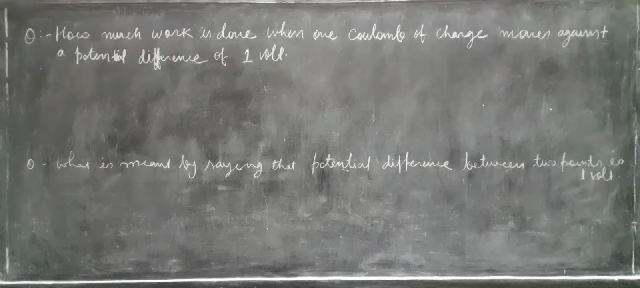 Q:- How much work is done when one Coulomb of charge moves against
a potential difference of 1 volt.
Q - What is meant by saying that potential difference between two points is
1 volt.